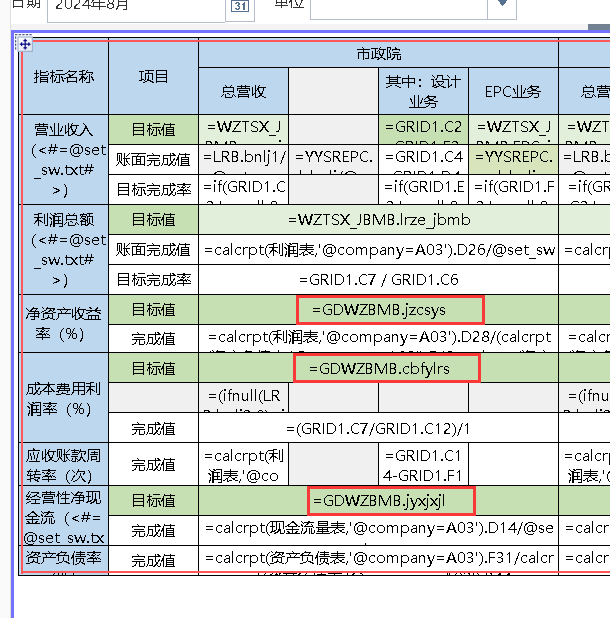 日期 2024年8月 31 单位
指标名称 项目 市政院
总营收 其中：设计 业务 EPC业务 总营
营业收入 (<#=@set _sw.txt# >)
目标值 =WZTSX_J =GRID1.C2 =WZTSX_J =WZTS
账面完成值 =LRB.bnlj1/ =YYSREPC. =GRID1.C4 =YYSREPC. =LRB.b
目标完成率 =if(GRID1.C =if(GRID1.E =if(GRID1.F =if(GR
利润总额 (<#=@set _sw.txt# >)
目标值 =WZTSX_JBMB.lrze_jbmb
账面完成值 =calcrpt(利润表,'@company=A03').D26/@set_sw =calcrp
目标完成率 =GRID1.C7 / GRID1.C6
净资产收益 率（%）
目标值 =GDWZBMB.jzcsys
完成值 =calcrpt(利润表,'@company=A03').D28/(calcrpt =calcrp
成本费用利 润率（%）
目标值 =GDWZBMB.cbfylrs
=(ifnull(LR =(ifnu
完成值 =(GRID1.C7/GRID1.C12)/1
应收账款周 转率（次）
完成值 =calcrpt(利 润表,'@co =GRID1.C1 4-GRID1.F1 =calcr 润表,'
经营性净现 金流（<#= @set_sw.tx
目标值 =GDWZBMB.jyxjxjl
完成值 =calcrpt(现金流量表,'@company=A03').D14/@se =calcrp
资产负债率
完成值 =calcrpt(资产负债表,'@company=A03').F31/calcr =calcrp